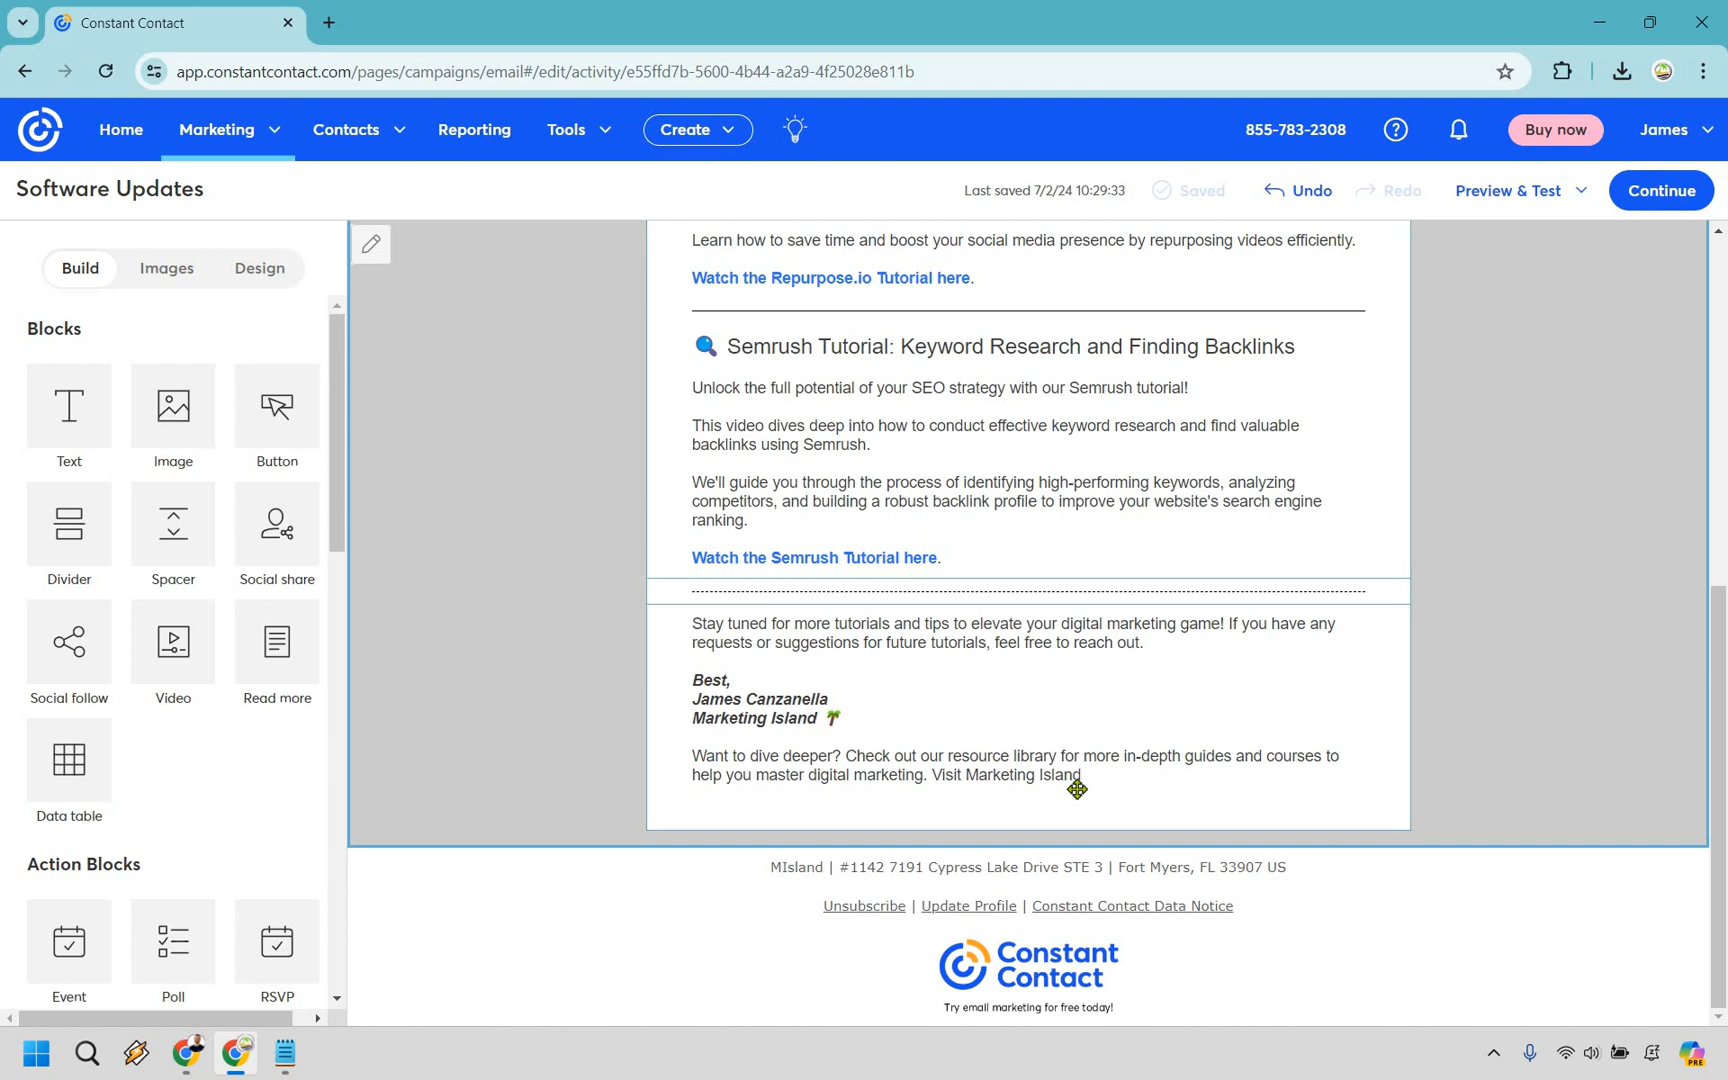 Constant Contact
app.constantcontact.com/pages/campaigns/email#/edit/activity/e55ffd7b-5600-4b44-a2a9-4f25028e811b
Home Marketing Contacts Reporting Tools Create 855-783-2308 ? Buy now James
Software Updates Last saved 7/2/24 10:29:33 Saved Undo Redo Preview & Test Continue
Build Images Design
Blocks
Text Image Button
Divider Spacer Social share
Social follow Video Read more
Data table
Action Blocks
Event Poll RSVP
Learn how to save time and boost your social media presence by repurposing videos efficiently.
Watch the Repurpose.io Tutorial here.
🔍 Semrush Tutorial: Keyword Research and Finding Backlinks
Unlock the full potential of your SEO strategy with our Semrush tutorial!
This video dives deep into how to conduct effective keyword research and find valuable
backlinks using Semrush.
We'll guide you through the process of identifying high-performing keywords, analyzing
competitors, and building a robust backlink profile to improve your website's search engine
ranking.
Watch the Semrush Tutorial here.
Stay tuned for more tutorials and tips to elevate your digital marketing game! If you have any
requests or suggestions for future tutorials, feel free to reach out.
Best,
James Canzanella
Marketing Island 🌴
Want to dive deeper? Check out our resource library for more in-depth guides and courses to
help you master digital marketing. Visit Marketing Island
MIsland | #1142 7191 Cypress Lake Drive STE 3 | Fort Myers, FL 33907 US
Unsubscribe | Update Profile | Constant Contact Data Notice
Constant
Contact
Try email marketing for free today!
PRE